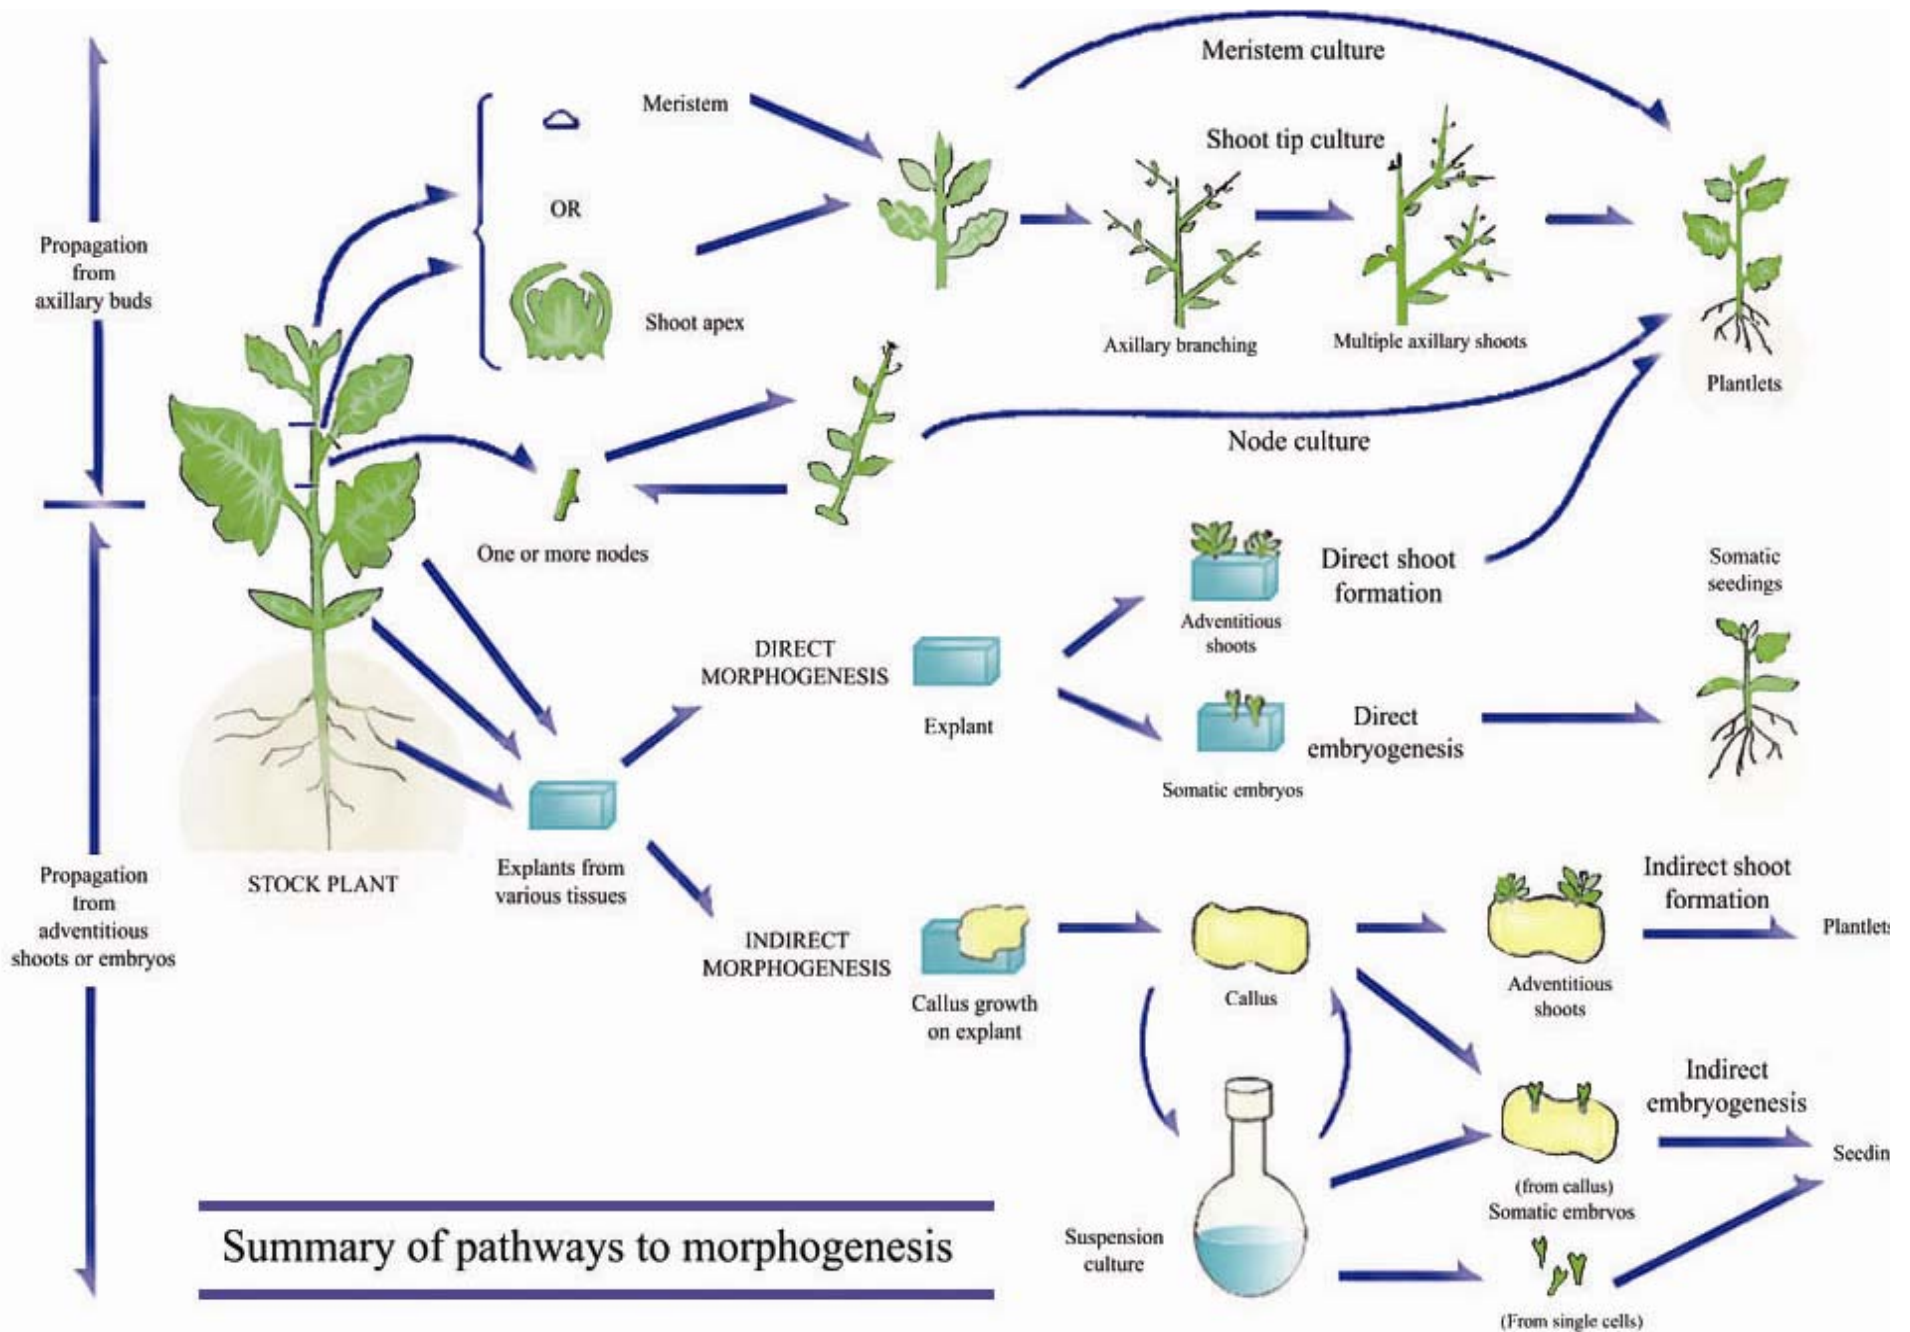 Meristem culture
Meristem
Shoot tip culture
OR
Propagation
from
axillary buds
Shoot apex
Axillary branching
Multiple axillary shoots
Plantlets
Node culture
One or more nodes
Direct shoot
formation
Somatic
seedings
Adventitious
shoots
DIRECT
MORPHOGENESIS
Explant
Direct
embryogenesis
Somatic embryos
STOCK PLANT
Explants from
various tissues
Propagation
from
adventitious
shoots or embryos
INDIRECT
MORPHOGENESIS
Callus growth
on explant
Callus
Indirect shoot
formation
Plantlets
Adventitious
shoots
Indirect
embryogenesis
Seedin
(from callus)
Somatic embryos
Suspension
culture
(From single cells)
Summary of pathways to morphogenesis